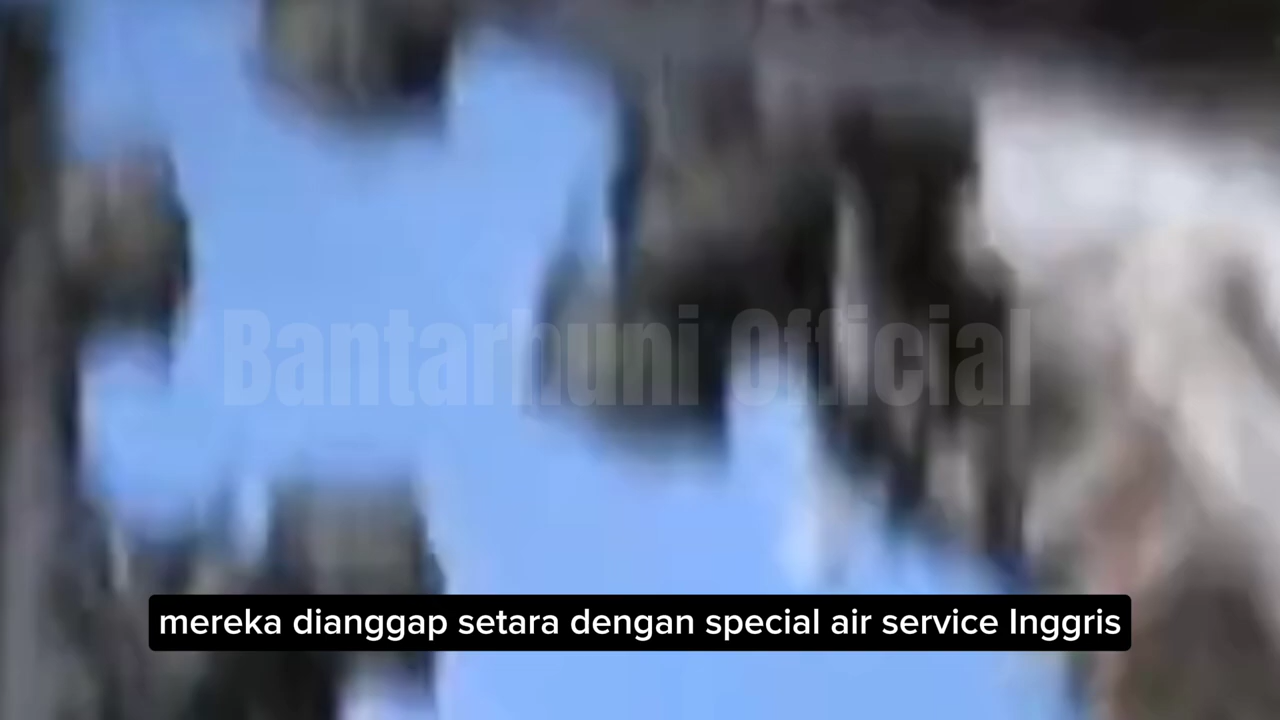 Bantarhuni Official
mereka dianggap setara dengan special air service Inggris